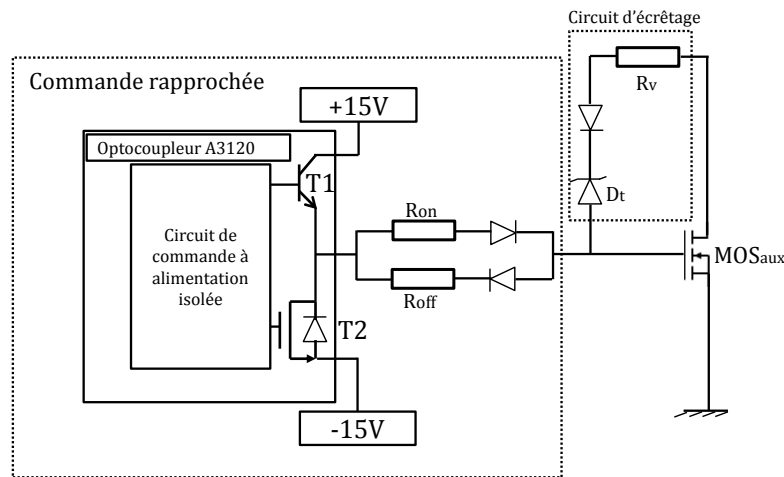 Circuit d'écrêtage
Commande rapprochée
Rv
+15V
Optocoupleur A3120
T1
Dt
Ron
Circuit de
commande à
alimentation
isolée
MOSaux
Roff
T2
-15V